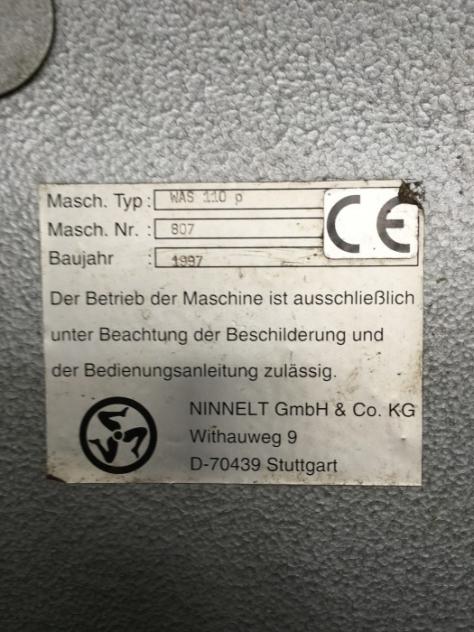 Masch. Typ : WAS 110 p
Masch. Nr. : 807
Baujahr : 1997
CE
Der Betrieb der Maschine ist ausschließlich
unter Beachtung der Beschilderung und
der Bedienungsanleitung zulässig.
NINNELT GmbH & Co. KG
Withauweg 9
D-70439 Stuttgart